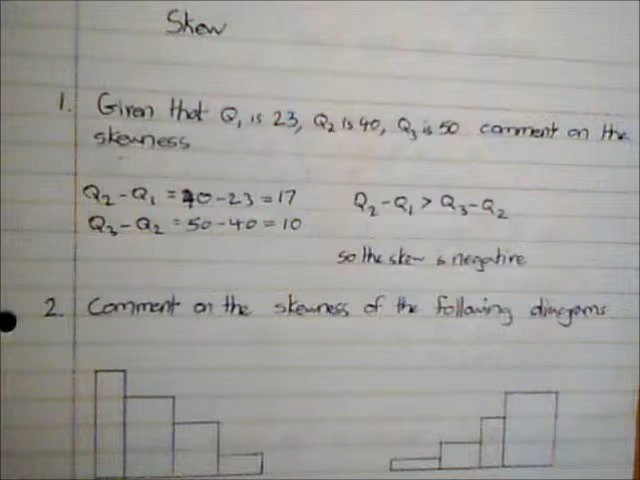 Skew
1. Given that Q₁ is 23, Q₂ is 40, Q₃ is 50 comment on the
skewness
Q₂-Q₁ = 40-23 = 17
Q₃-Q₂ = 50-40 = 10
Q₂-Q₁ > Q₃-Q₂
so the skew is negative
2. Comment on the skewness of the following diagrams